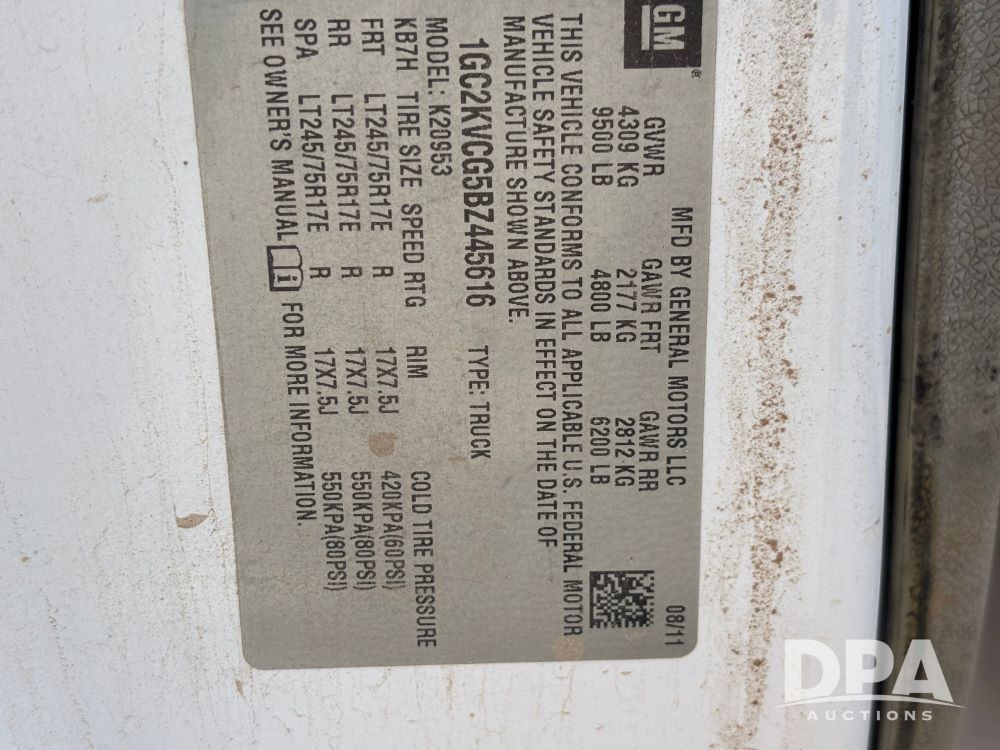 GM®
MFD BY GENERAL MOTORS LLC 08/11
GVWR GAWR FRT GAWR RR
4309 KG 2177 KG 2812 KG
9500 LB 4800 LB 6200 LB
THIS VEHICLE CONFORMS TO ALL APPLICABLE U.S. FEDERAL MOTOR
VEHICLE SAFETY STANDARDS IN EFFECT ON THE DATE OF
MANUFACTURE SHOWN ABOVE.
1GC2KVCG5BZ445616 TYPE: TRUCK
MODEL: K20953
KB7H TIRE SIZE SPEED RTG RIM COLD TIRE PRESSURE
FRT LT245/75R17E R 17X7.5J 420KPA(60PSI)
RR LT245/75R17E R 17X7.5J 550KPA(80PSI)
SPA LT245/75R17E R 17X7.5J 550KPA(80PSI)
SEE OWNER'S MANUAL i FOR MORE INFORMATION.
DPA
AUCTIONS